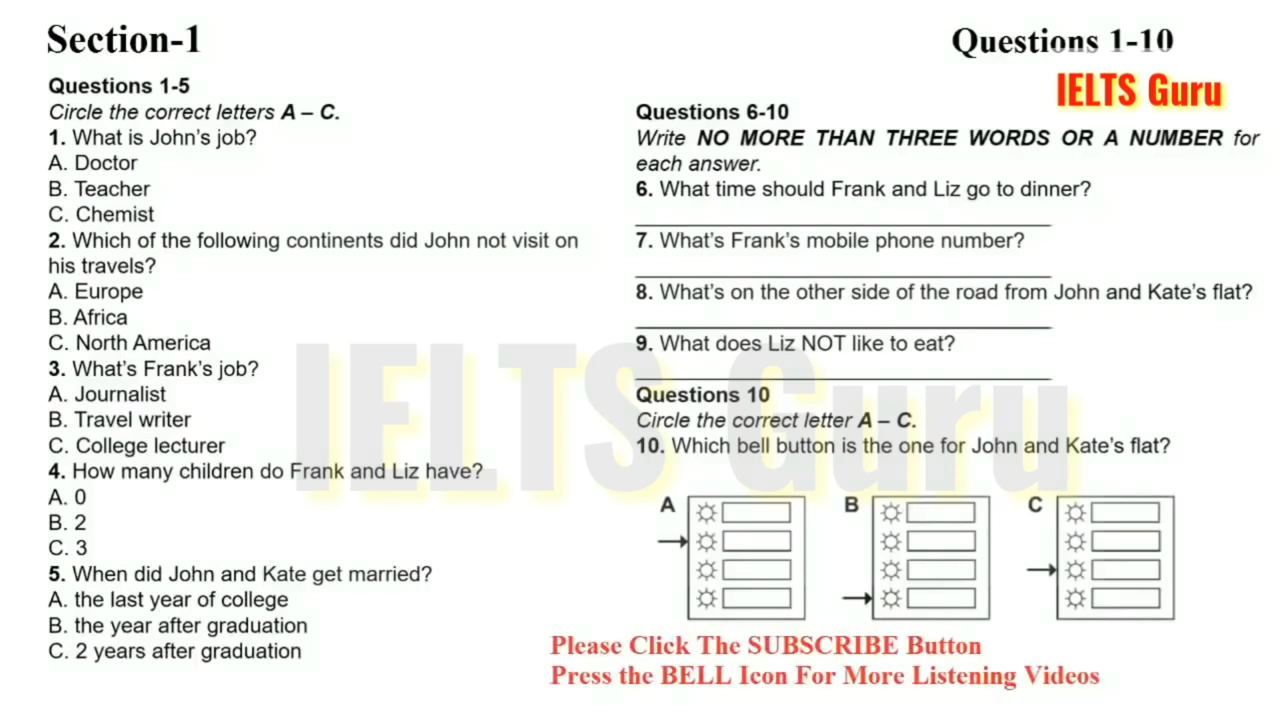 Section-1
Questions 1-10
IELTS Guru
Questions 1-5
Circle the correct letters A – C.
1. What is John's job?
A. Doctor
B. Teacher
C. Chemist
2. Which of the following continents did John not visit on
his travels?
A. Europe
B. Africa
C. North America
3. What's Frank's job?
A. Journalist
B. Travel writer
C. College lecturer
4. How many children do Frank and Liz have?
A. 0
B. 2
C. 3
5. When did John and Kate get married?
A. the last year of college
B. the year after graduation
C. 2 years after graduation
Questions 6-10
Write NO MORE THAN THREE WORDS OR A NUMBER for
each answer.
6. What time should Frank and Liz go to dinner?
7. What's Frank's mobile phone number?
8. What's on the other side of the road from John and Kate's flat?
9. What does Liz NOT like to eat?
Questions 10
Circle the correct letter A – C.
10. Which bell button is the one for John and Kate's flat?
A B C
IELTS Guru
Please Click The SUBSCRIBE Button
Press the BELL Icon For More Listening Videos